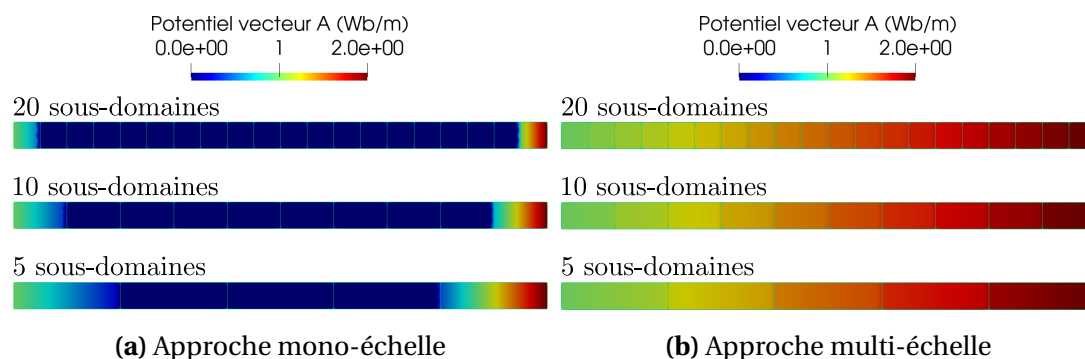 Potentiel vecteur A (Wb/m)
0.0e+00 1 2.0e+00
20 sous-domaines
10 sous-domaines
5 sous-domaines
(a) Approche mono-échelle
Potentiel vecteur A (Wb/m)
0.0e+00 1 2.0e+00
20 sous-domaines
10 sous-domaines
5 sous-domaines
(b) Approche multi-échelle